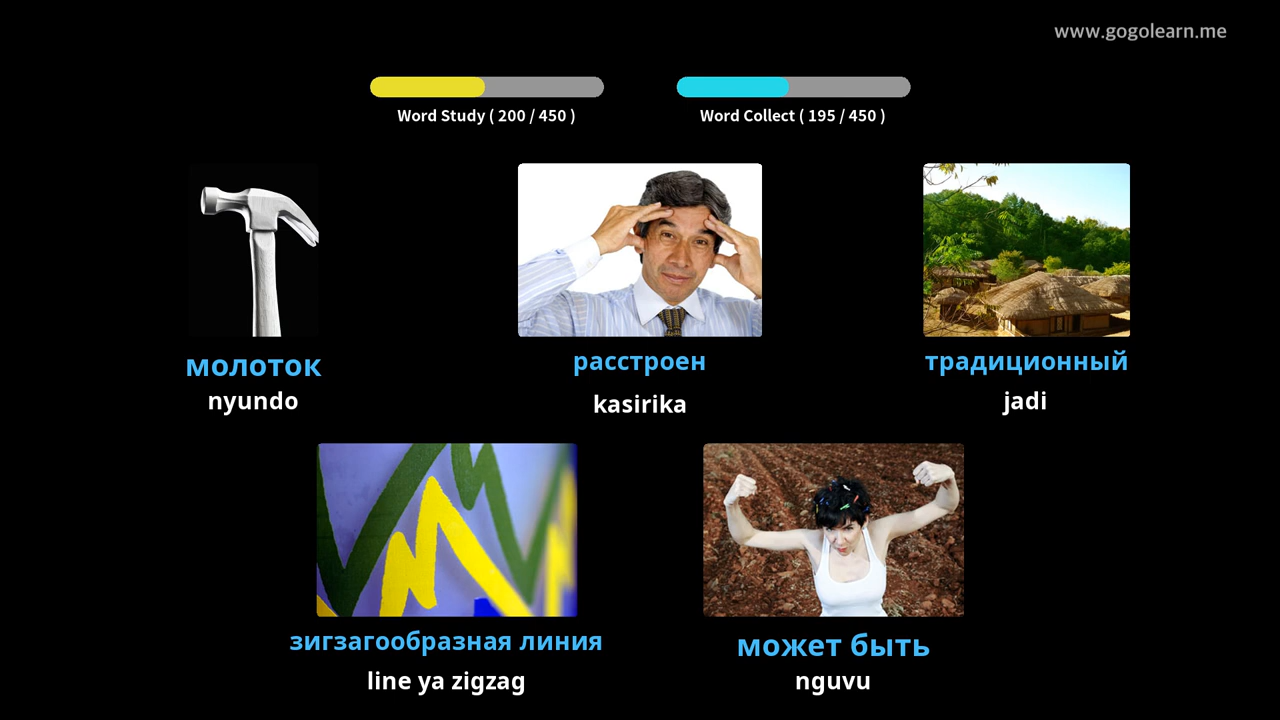 www.gogolearn.me
Word Study ( 200 / 450 )
Word Collect ( 195 / 450 )
молоток
nyundo
расстроен
kasirika
традиционный
jadi
зигзагообразная линия
line ya zigzag
может быть
nguvu